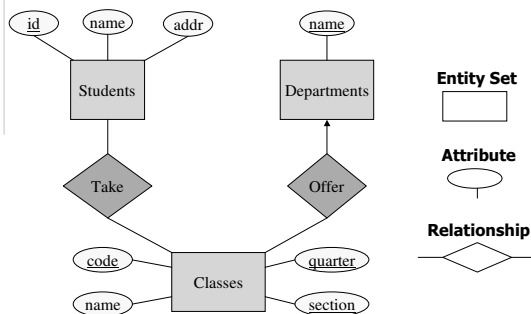 id
name
addr
name
Students
Departments
Entity Set
Attribute
Take
Offer
Relationship
code
quarter
Classes
name
section